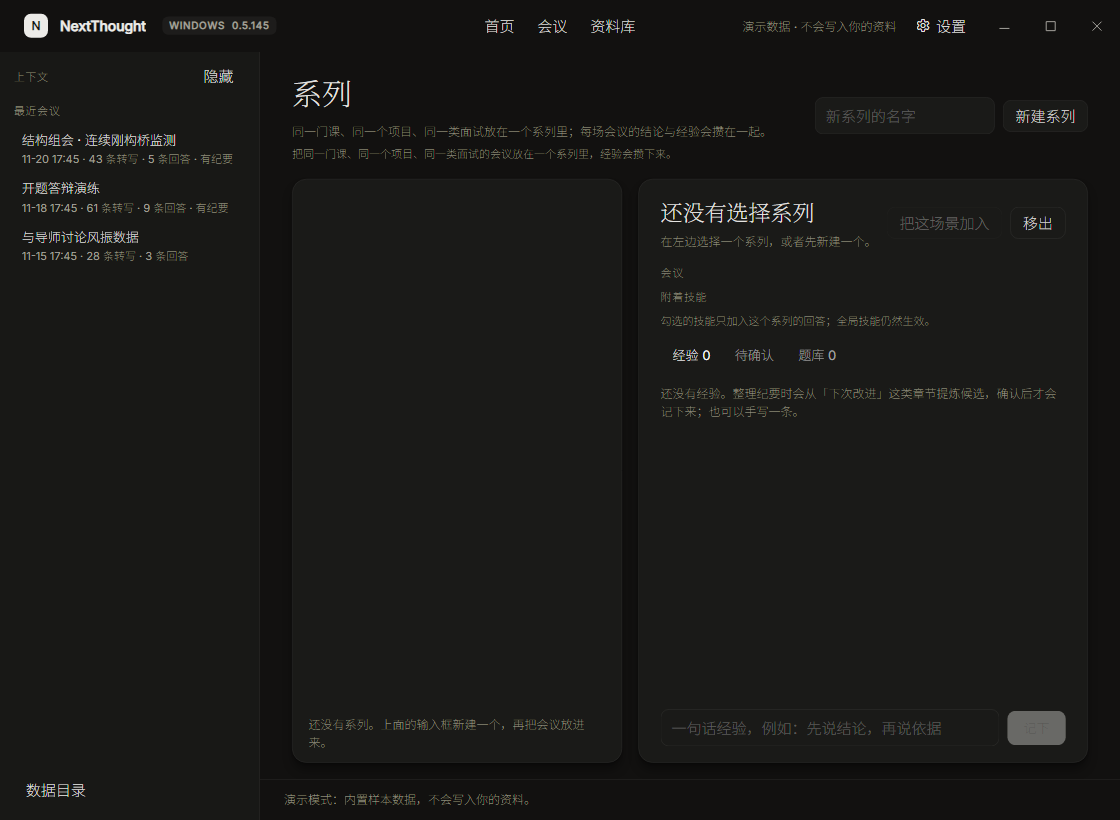 N NextThought WINDOWS 0.5.145 首页 会议 资料库 演示数据 · 不会写入你的资料 设置
上下文 隐藏
最近会议
结构组会 · 连续刚构桥监测
11-20 17:45 · 43 条转写 · 5 条回答 · 有纪要
开题答辩演练
11-18 17:45 · 61 条转写 · 9 条回答 · 有纪要
与导师讨论风振数据
11-15 17:45 · 28 条转写 · 3 条回答
数据目录
系列
同一门课、同一个项目、同一类面试放在一个系列里；每场会议的结论与经验会攒在一起。
把同一门课、同一个项目、同一类面试的会议放在一个系列里，经验会攒下来。
新系列的名字 新建系列
还没有系列。上面的输入框新建一个，再把会议放进
来。
还没有选择系列
在左边选择一个系列，或者先新建一个。
把这场景加入 移出
会议
附着技能
勾选的技能只加入这个系列的回答；全局技能仍然生效。
经验 0 待确认 题库 0
还没有经验。整理纪要时会从「下次改进」这类章节提炼候选，确认后才会
记下来；也可以手写一条。
一句话经验，例如：先说结论，再说依据 记下
演示模式：内置样本数据，不会写入你的资料。